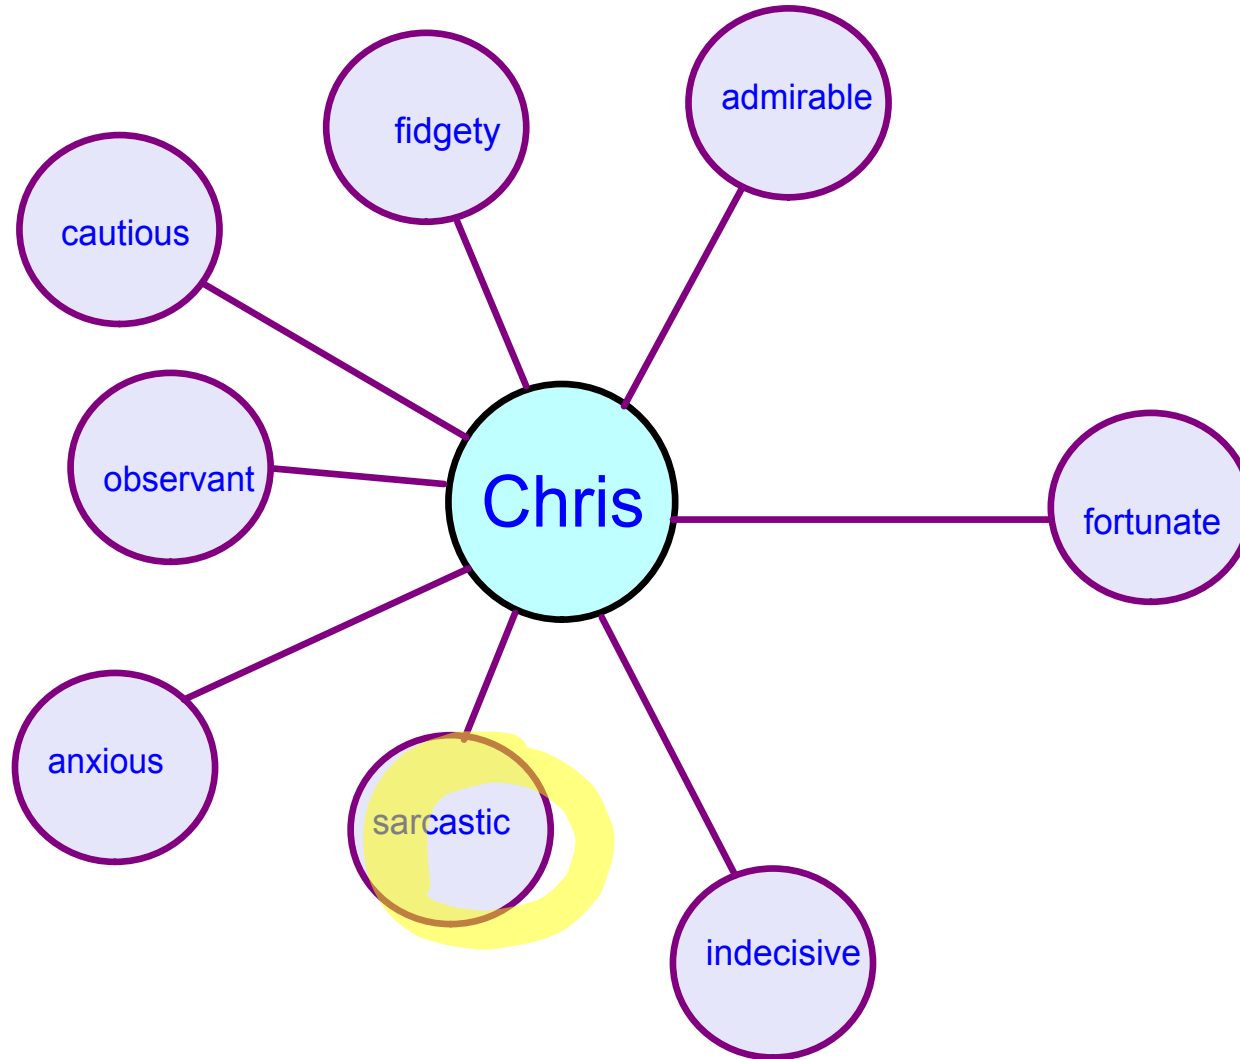 admirable
fidgety
cautious
observant
Chris
fortunate
anxious
sarcastic
indecisive